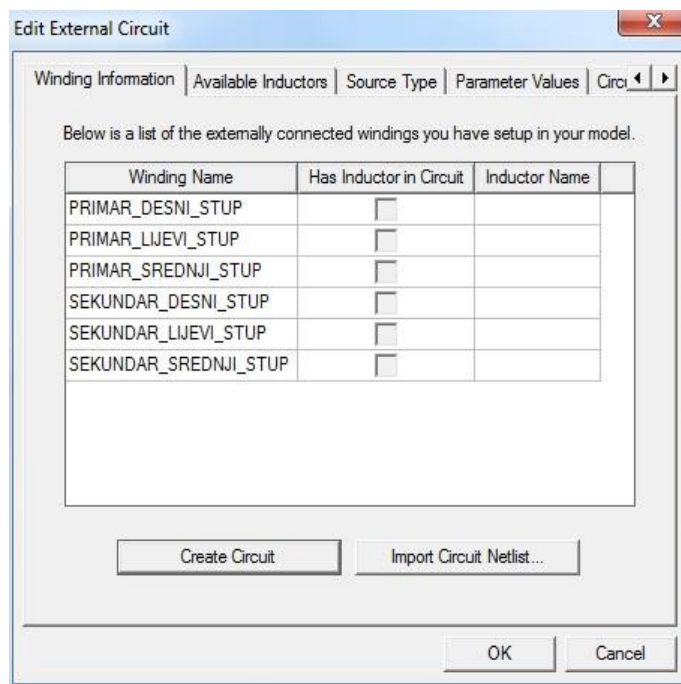 Edit External Circuit
Winding Information Available Inductors Source Type Parameter Values Circu
Below is a list of the externally connected windings you have setup in your model.
Winding Name Has Inductor in Circuit Inductor Name
PRIMAR_DESNI_STUP
PRIMAR_LIJEVI_STUP
PRIMAR_SREDNJI_STUP
SEKUNDAR_DESNI_STUP
SEKUNDAR_LIJEVI_STUP
SEKUNDAR_SREDNJI_STUP
Create Circuit Import Circuit Netlist...
OK Cancel